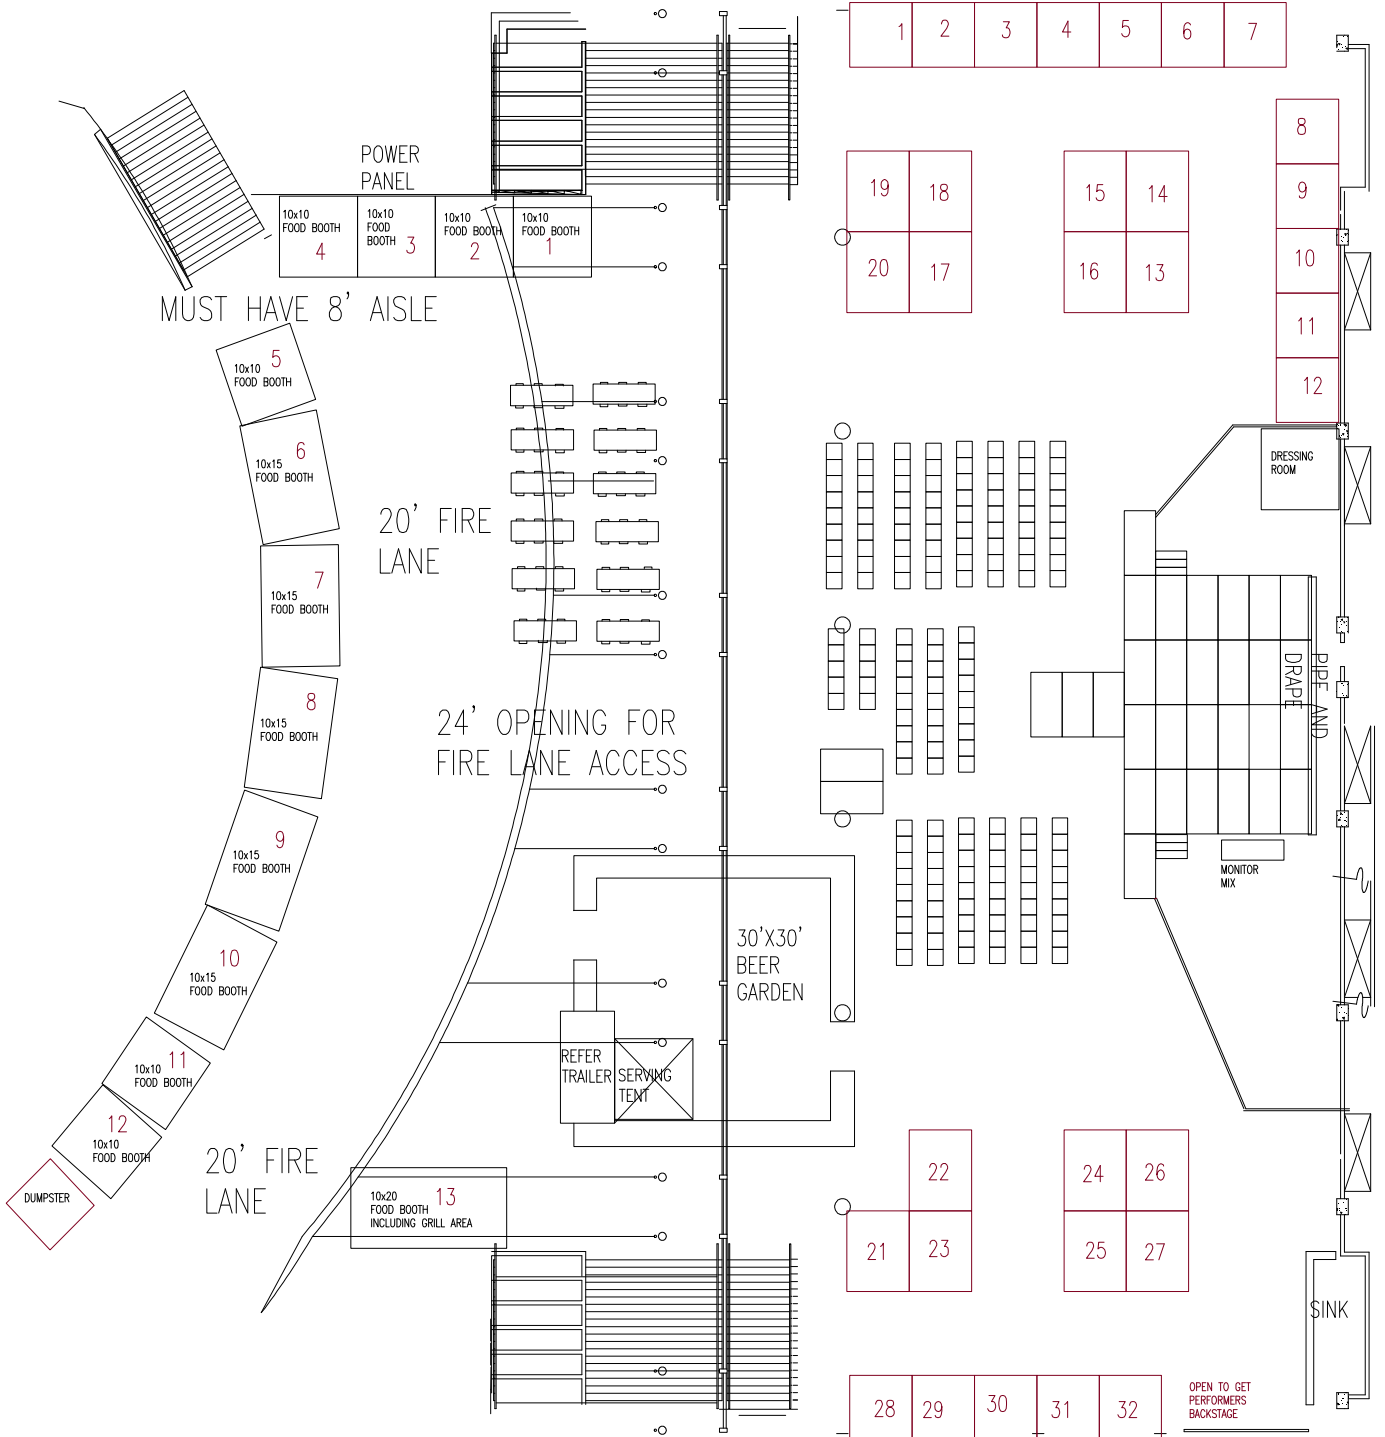 1 2 3 4 5 6 7
8
9
10
11
12
19 18 15 14
20 17 16 13
POWER
PANEL
10x10
FOOD BOOTH
4
10x10
FOOD
BOOTH 3
10x10
FOOD BOOTH
2
10x10
FOOD BOOTH
1
MUST HAVE 8' AISLE
5
10x10
FOOD BOOTH
6
10x15
FOOD BOOTH
20' FIRE
LANE
7
10x15
FOOD BOOTH
8
10x15
FOOD BOOTH
24' OPENING FOR
FIRE LANE ACCESS
9
10x15
FOOD BOOTH
10
10x15
FOOD BOOTH
11
10x10
FOOD BOOTH
12
10x10
FOOD BOOTH
DUMPSTER
20' FIRE
LANE
10x20 13
FOOD BOOTH
INCLUDING GRILL AREA
DRESSING
ROOM
PIPE AND
DRAPE
MONITOR
MIX
30'X30'
BEER
GARDEN
REFER
TRAILER
SERVING
TENT
22 24 26
21 23 25 27
SINK
28 29 30 31 32
OPEN TO GET
PERFORMERS
BACKSTAGE